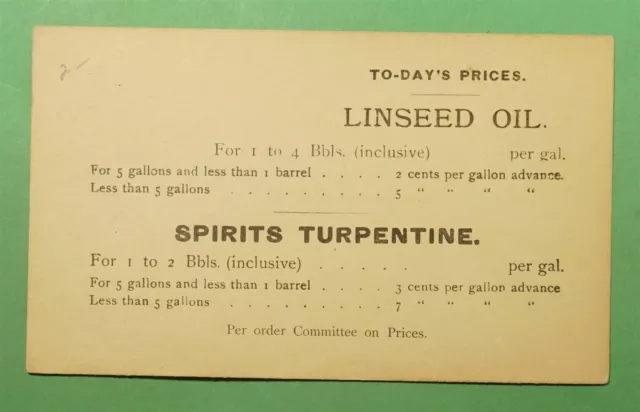 TO-DAY'S PRICES.
LINSEED OIL.
For 1 to 4 Bbls. (inclusive) per gal.
For 5 gallons and less than 1 barrel . . . . 2 cents per gallon advance.
Less than 5 gallons . . . . . . . . . 5 " " " "
SPIRITS TURPENTINE.
For 1 to 2 Bbls. (inclusive) . . . . . per gal.
For 5 gallons and less than 1 barrel . . . . 3 cents per gallon advance
Less than 5 gallons . . . . . . . . . 7 " " " "
Per order Committee on Prices.